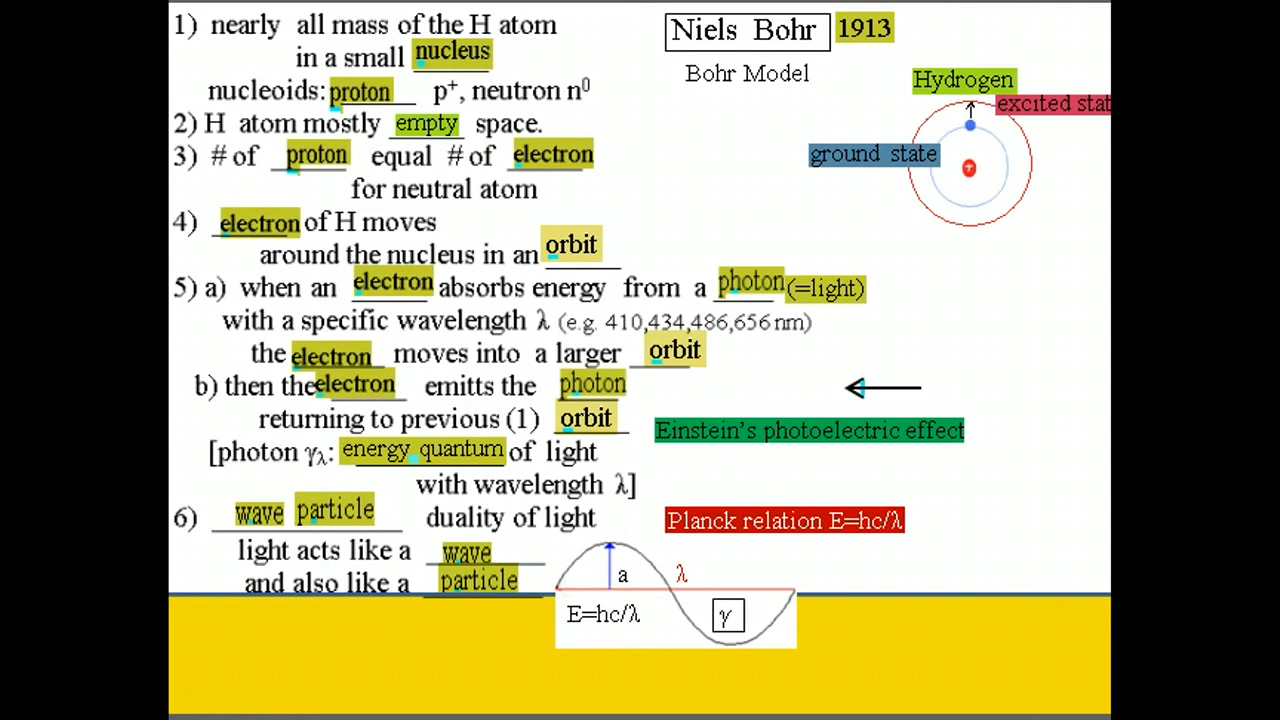 1) nearly all mass of the H atom
in a small nucleus
nucleoids: proton p⁺, neutron n⁰
2) H atom mostly empty space.
3) # of proton equal # of electron
for neutral atom
4) electron of H moves
around the nucleus in an orbit
5) a) when an electron absorbs energy from a photon (=light)
with a specific wavelength λ (e.g. 410,434,486,656 nm)
the electron moves into a larger orbit
b) then the electron emits the photon
returning to previous (1) orbit
[photon γλ: energy quantum of light
with wavelength λ]
6) wave particle duality of light
light acts like a wave
and also like a particle
Niels Bohr 1913
Bohr Model
Hydrogen
excited stat
ground state
+
Einstein's photoelectric effect
Planck relation E=hc/λ
a λ
E=hc/λ γ